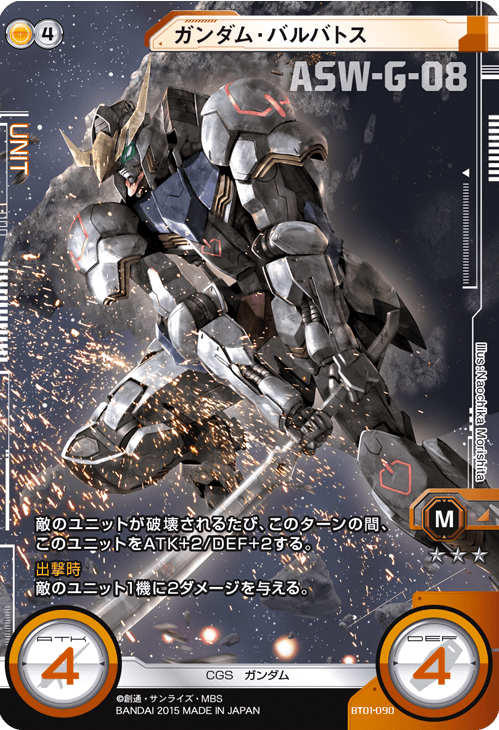 4
ガンダム・バルバトス
ASW-G-08
UNIT
Illus:Naochika Morishita
M
敵のユニットが破壊されるたび、このターンの間、
このユニットをATK+2/DEF+2する。
出撃時
敵のユニット1機に2ダメージを与える。
ATK
4
DEF
4
CGS ガンダム
©創通・サンライズ・MBS
BANDAI 2015 MADE IN JAPAN
BT01-090